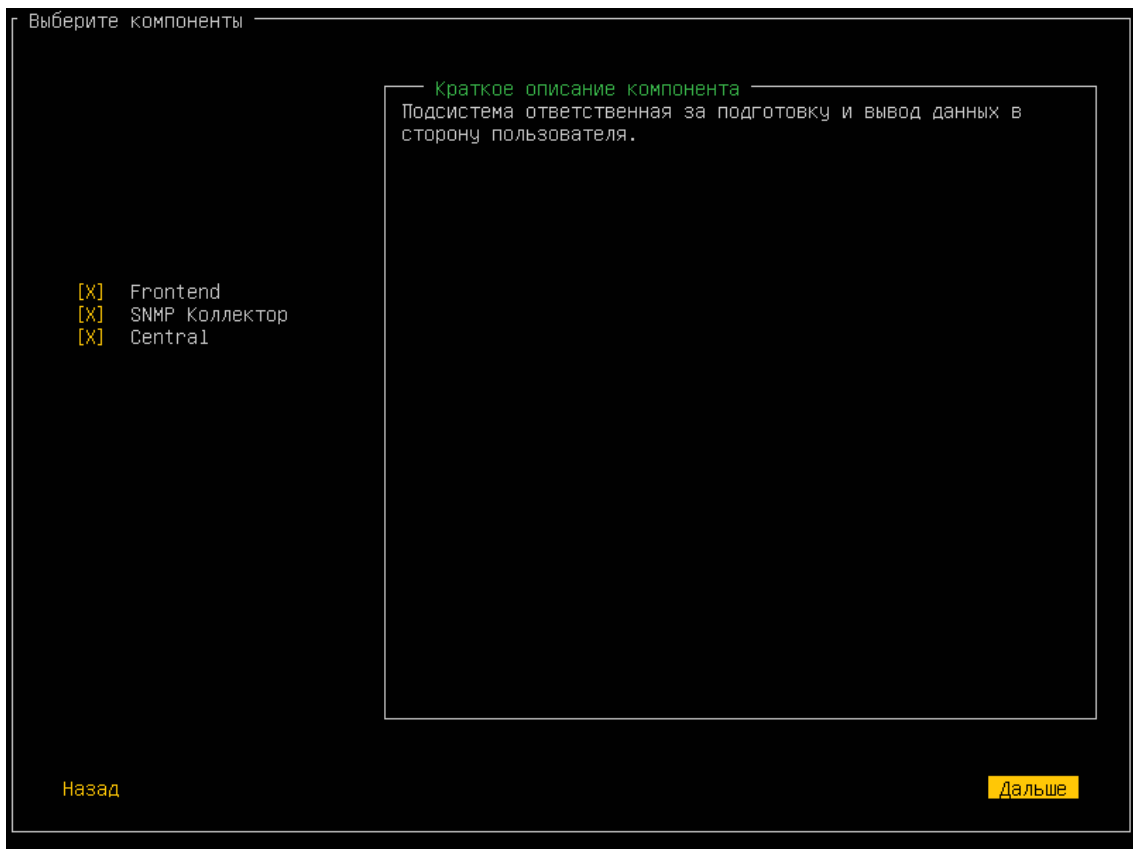 Выберите компоненты
Краткое описание компонента
Подсистема ответственная за подготовку и вывод данных в
сторону пользователя.
[X] Frontend
[X] SNMP Коллектор
[X] Central
Назад
Дальше